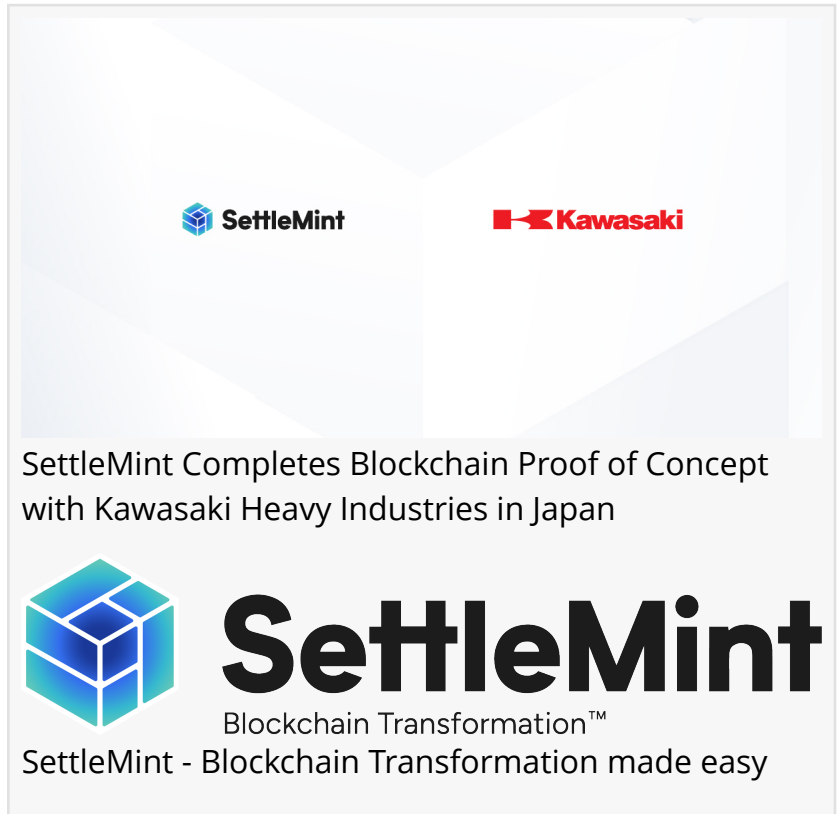 SettleMint
Kawasaki
SettleMint Completes Blockchain Proof of Concept
with Kawasaki Heavy Industries in Japan
SettleMint
Blockchain Transformation™
SettleMint - Blockchain Transformation made easy